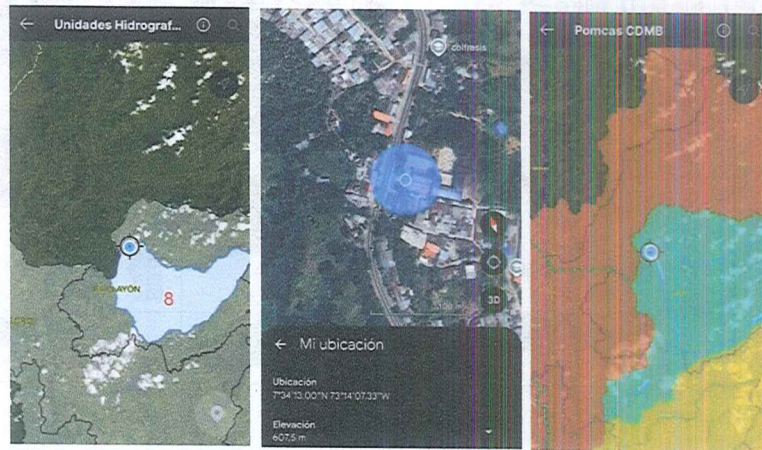 Unidades Hidrograf...
8
coltrasis
3D
Mi ubicación
Ubicación
7°34'13.00"N 73°14'07.33"W
Elevación
607,5 m
Pomcas CDMB